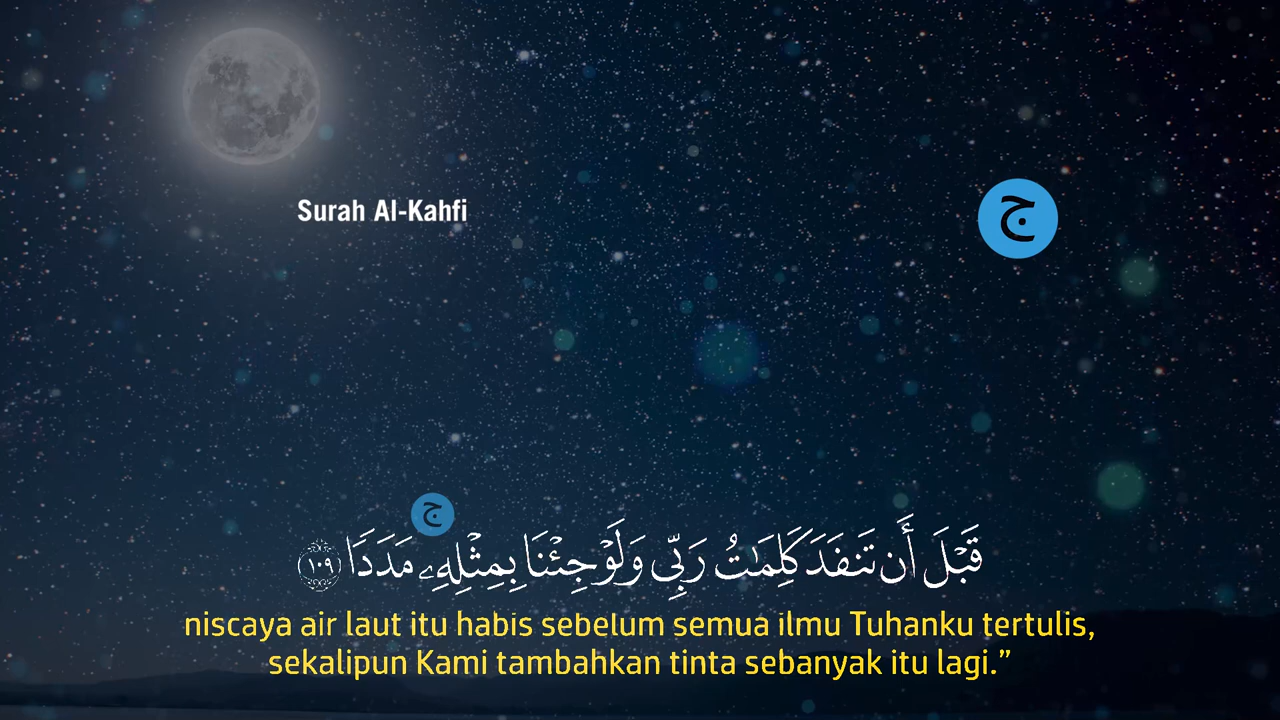 Surah Al-Kahfi
ج
ج
قَبْلَ أَن تَنفَدَ كَلِمَٰتُ رَبِّى وَلَوْ جِئْنَا بِمِثْلِهِۦ مَدَدًا ١٠٩
niscaya air laut itu habis sebelum semua ilmu Tuhanku tertulis,
sekalipun Kami tambahkan tinta sebanyak itu lagi.”